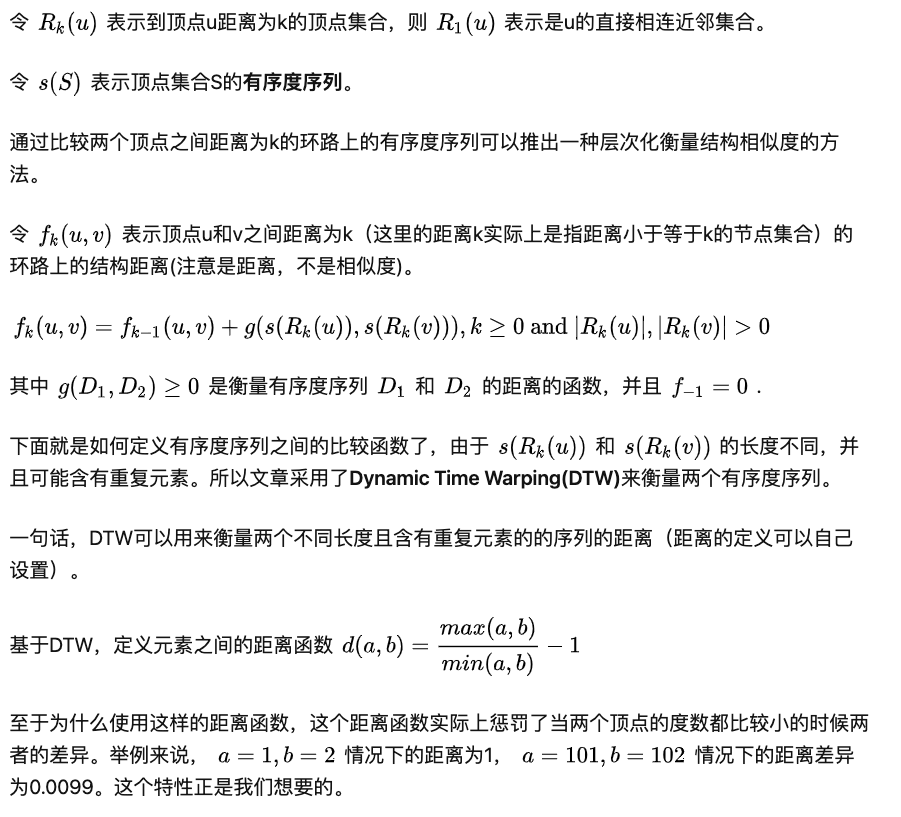 令 R_k(u) 表示到顶点u距离为k的顶点集合，则 R_1(u) 表示是u的直接相连近邻集合。
令 s(S) 表示顶点集合S的有序度序列。
通过比较两个顶点之间距离为k的环路上的有序度序列可以推出一种层次化衡量结构相似度的方
法。
令 f_k(u, v) 表示顶点u和v之间距离为k（这里的距离k实际上是指距离小于等于k的节点集合）的
环路上的结构距离(注意是距离，不是相似度)。
f_k(u, v) = f_{k−1}(u, v) + g(s(R_k(u)), s(R_k(v))), k ≥ 0 and |R_k(u)|, |R_k(v)| > 0
其中 g(D_1, D_2) ≥ 0 是衡量有序度序列 D_1 和 D_2 的距离的函数，并且 f_{−1} = 0 .
下面就是如何定义有序度序列之间的比较函数了，由于 s(R_k(u)) 和 s(R_k(v)) 的长度不同，并
且可能含有重复元素。所以文章采用了Dynamic Time Warping(DTW)来衡量两个有序度序列。
一句话，DTW可以用来衡量两个不同长度且含有重复元素的的序列的距离（距离的定义可以自己
设置）。
基于DTW，定义元素之间的距离函数 d(a, b) = max(a, b) / min(a, b) − 1
至于为什么使用这样的距离函数，这个距离函数实际上惩罚了当两个顶点的度数都比较小的时候两
者的差异。举例来说， a = 1, b = 2 情况下的距离为1， a = 101, b = 102 情况下的距离差异
为0.0099。这个特性正是我们想要的。